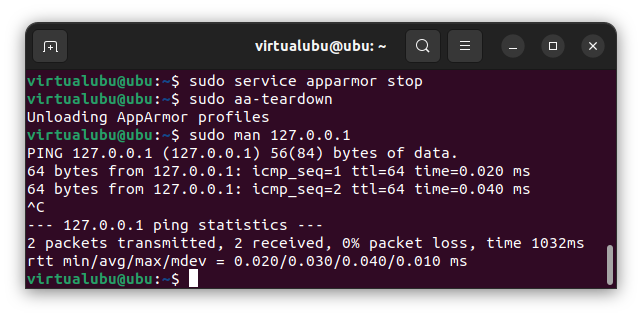 virtualubu@ubu: ~
virtualubu@ubu:~$ sudo service apparmor stop
virtualubu@ubu:~$ sudo aa-teardown
Unloading AppArmor profiles
virtualubu@ubu:~$ sudo man 127.0.0.1
PING 127.0.0.1 (127.0.0.1) 56(84) bytes of data.
64 bytes from 127.0.0.1: icmp_seq=1 ttl=64 time=0.020 ms
64 bytes from 127.0.0.1: icmp_seq=2 ttl=64 time=0.040 ms
^C
--- 127.0.0.1 ping statistics ---
2 packets transmitted, 2 received, 0% packet loss, time 1032ms
rtt min/avg/max/mdev = 0.020/0.030/0.040/0.010 ms
virtualubu@ubu:~$